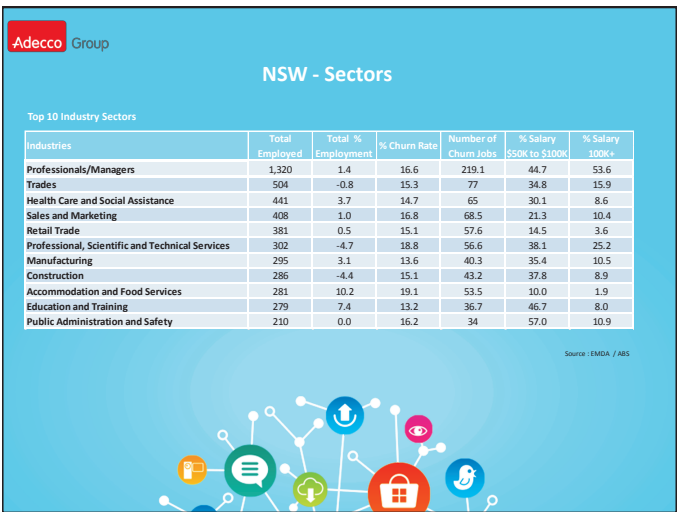 Adecco Group
NSW - Sectors
Top 10 Industry Sectors
Industries Total Employed Total % Employment % Churn Rate Number of Churn Jobs % Salary $50K to $100K % Salary 100K+
Professionals/Managers 1,320 1.4 16.6 219.1 44.7 53.6
Trades 504 -0.8 15.3 77 34.8 15.9
Health Care and Social Assistance 441 3.7 14.7 65 30.1 8.6
Sales and Marketing 408 1.0 16.8 68.5 21.3 10.4
Retail Trade 381 0.5 15.1 57.6 14.5 3.6
Professional, Scientific and Technical Services 302 -4.7 18.8 56.6 38.1 25.2
Manufacturing 295 3.1 13.6 40.3 35.4 10.5
Construction 286 -4.4 15.1 43.2 37.8 8.9
Accommodation and Food Services 281 10.2 19.1 53.5 10.0 1.9
Education and Training 279 7.4 13.2 36.7 46.7 8.0
Public Administration and Safety 210 0.0 16.2 34 57.0 10.9
Source : EMDA / ABS